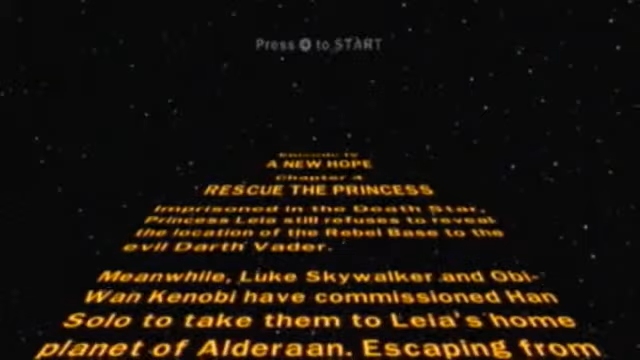 Press to START
Episode IV
A NEW HOPE
Chapter 4
RESCUE THE PRINCESS
Imprisoned in the Death Star,
Princess Leia still refuses to reveal
the location of the Rebel Base to the
evil Darth Vader.
Meanwhile, Luke Skywalker and Obi-
Wan Kenobi have commissioned Han
Solo to take them to Leia's home
planet of Alderaan. Escaping from